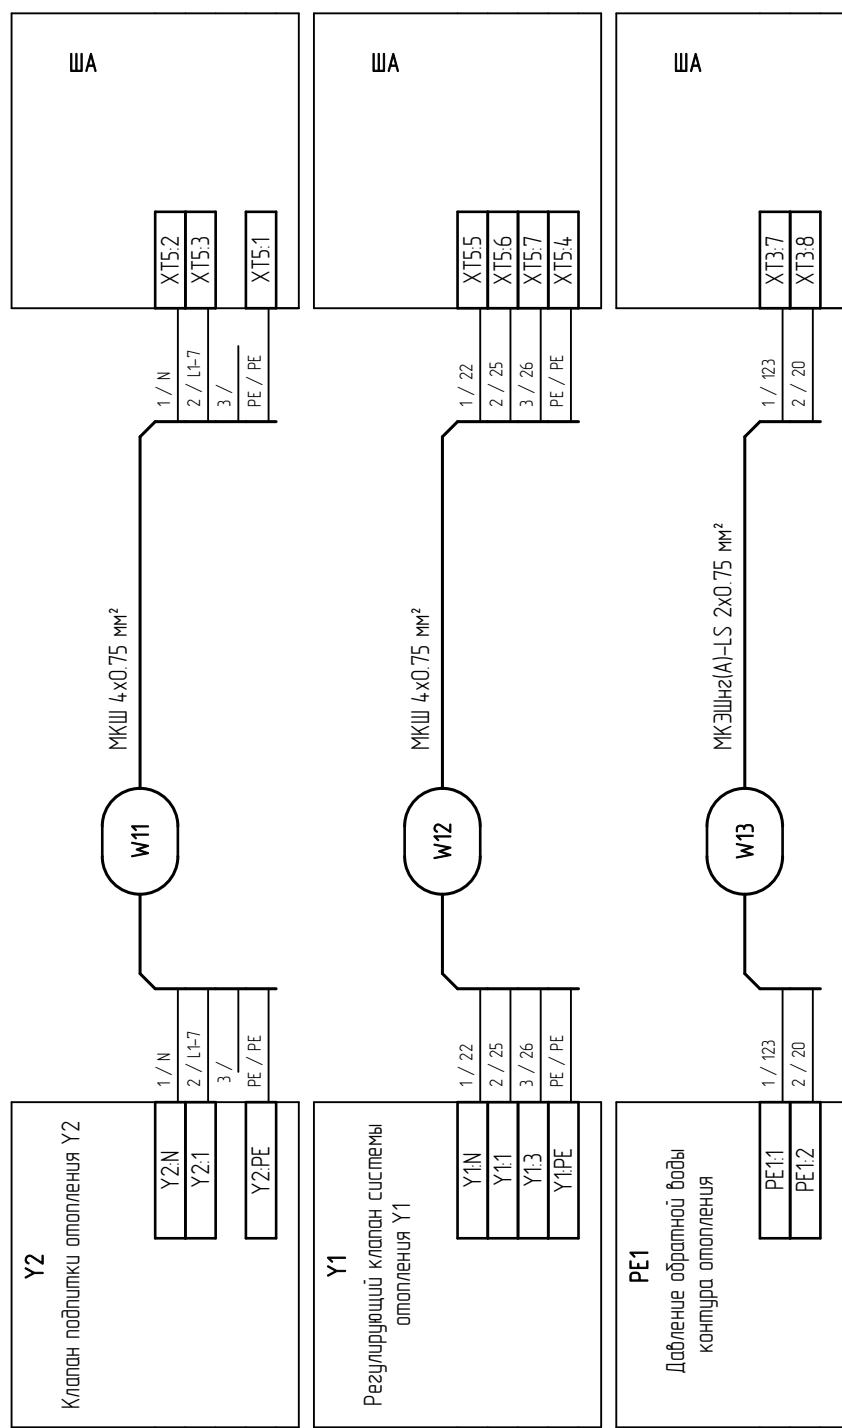 Y2
Клапан подпитки отопления Y2
Y2:N
Y2:1
Y2:PE
1 / N
2 / L1-7
3 /
PE / PE
W11
МКШ 4x0.75 мм²
1 / N
2 / L1-7
3 /
PE / PE
XT5:2
XT5:3
XT5:1
ША
Y1
Регулирующий клапан системы
отопления Y1
Y1:N
Y1:1
Y1:3
Y1:PE
1 / 22
2 / 25
3 / 26
PE / PE
W12
МКШ 4x0.75 мм²
1 / 22
2 / 25
3 / 26
PE / PE
XT5:5
XT5:6
XT5:7
XT5:4
ША
PE1
Давление обратной воды
контура отопления
PE1:1
PE1:2
1 / 123
2 / 20
W13
МКЭШнг(А)-LS 2x0.75 мм²
1 / 123
2 / 20
XT3:7
XT3:8
ША